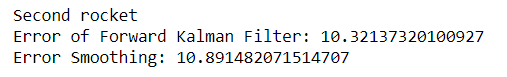 Second rocket
Error of Forward Kalman Filter: 10.32137320100927
Error Smoothing: 10.891482071514707